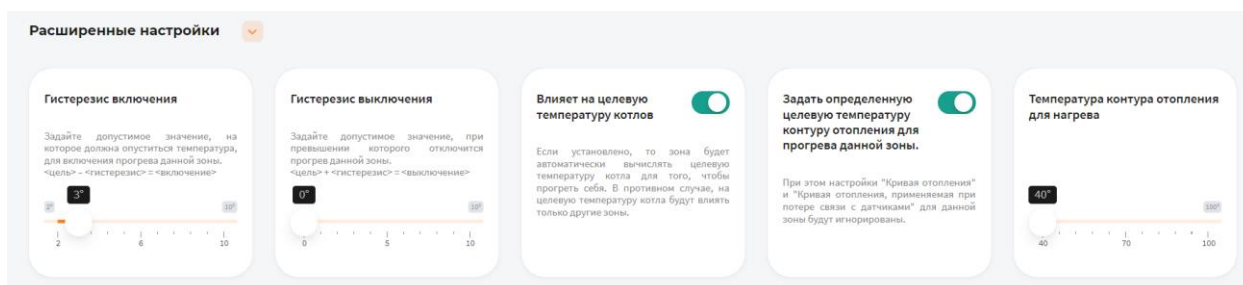 Расширенные настройки
Гистерезис включения
Задайте допустимое значение, на
которое должна опуститься температура,
для включения прогрева данной зоны.
<цель> – <гистерезис> = <включение>
3°
2°
10°
2
6
10
Гистерезис выключения
Задайте допустимое значение, при
превышении которого отключится
прогрев данной зоны.
<цель> + <гистерезис> = <выключение>
0°
10°
0
5
10
Влияет на целевую
температуру котлов
Если установлено, то зона будет
автоматически вычислять целевую
температуру котла для того, чтобы
прогреть себя. В противном случае, на
целевую температуру котла будут влиять
только другие зоны.
Задать определенную
целевую температуру
контуру отопления для
прогрева данной зоны.
При этом настройки "Кривая отопления"
и "Кривая отопления, применяемая при
потере связи с датчиками" для данной
зоны будут игнорированы.
Температура контура отопления
для нагрева
40°
100°
40
70
100